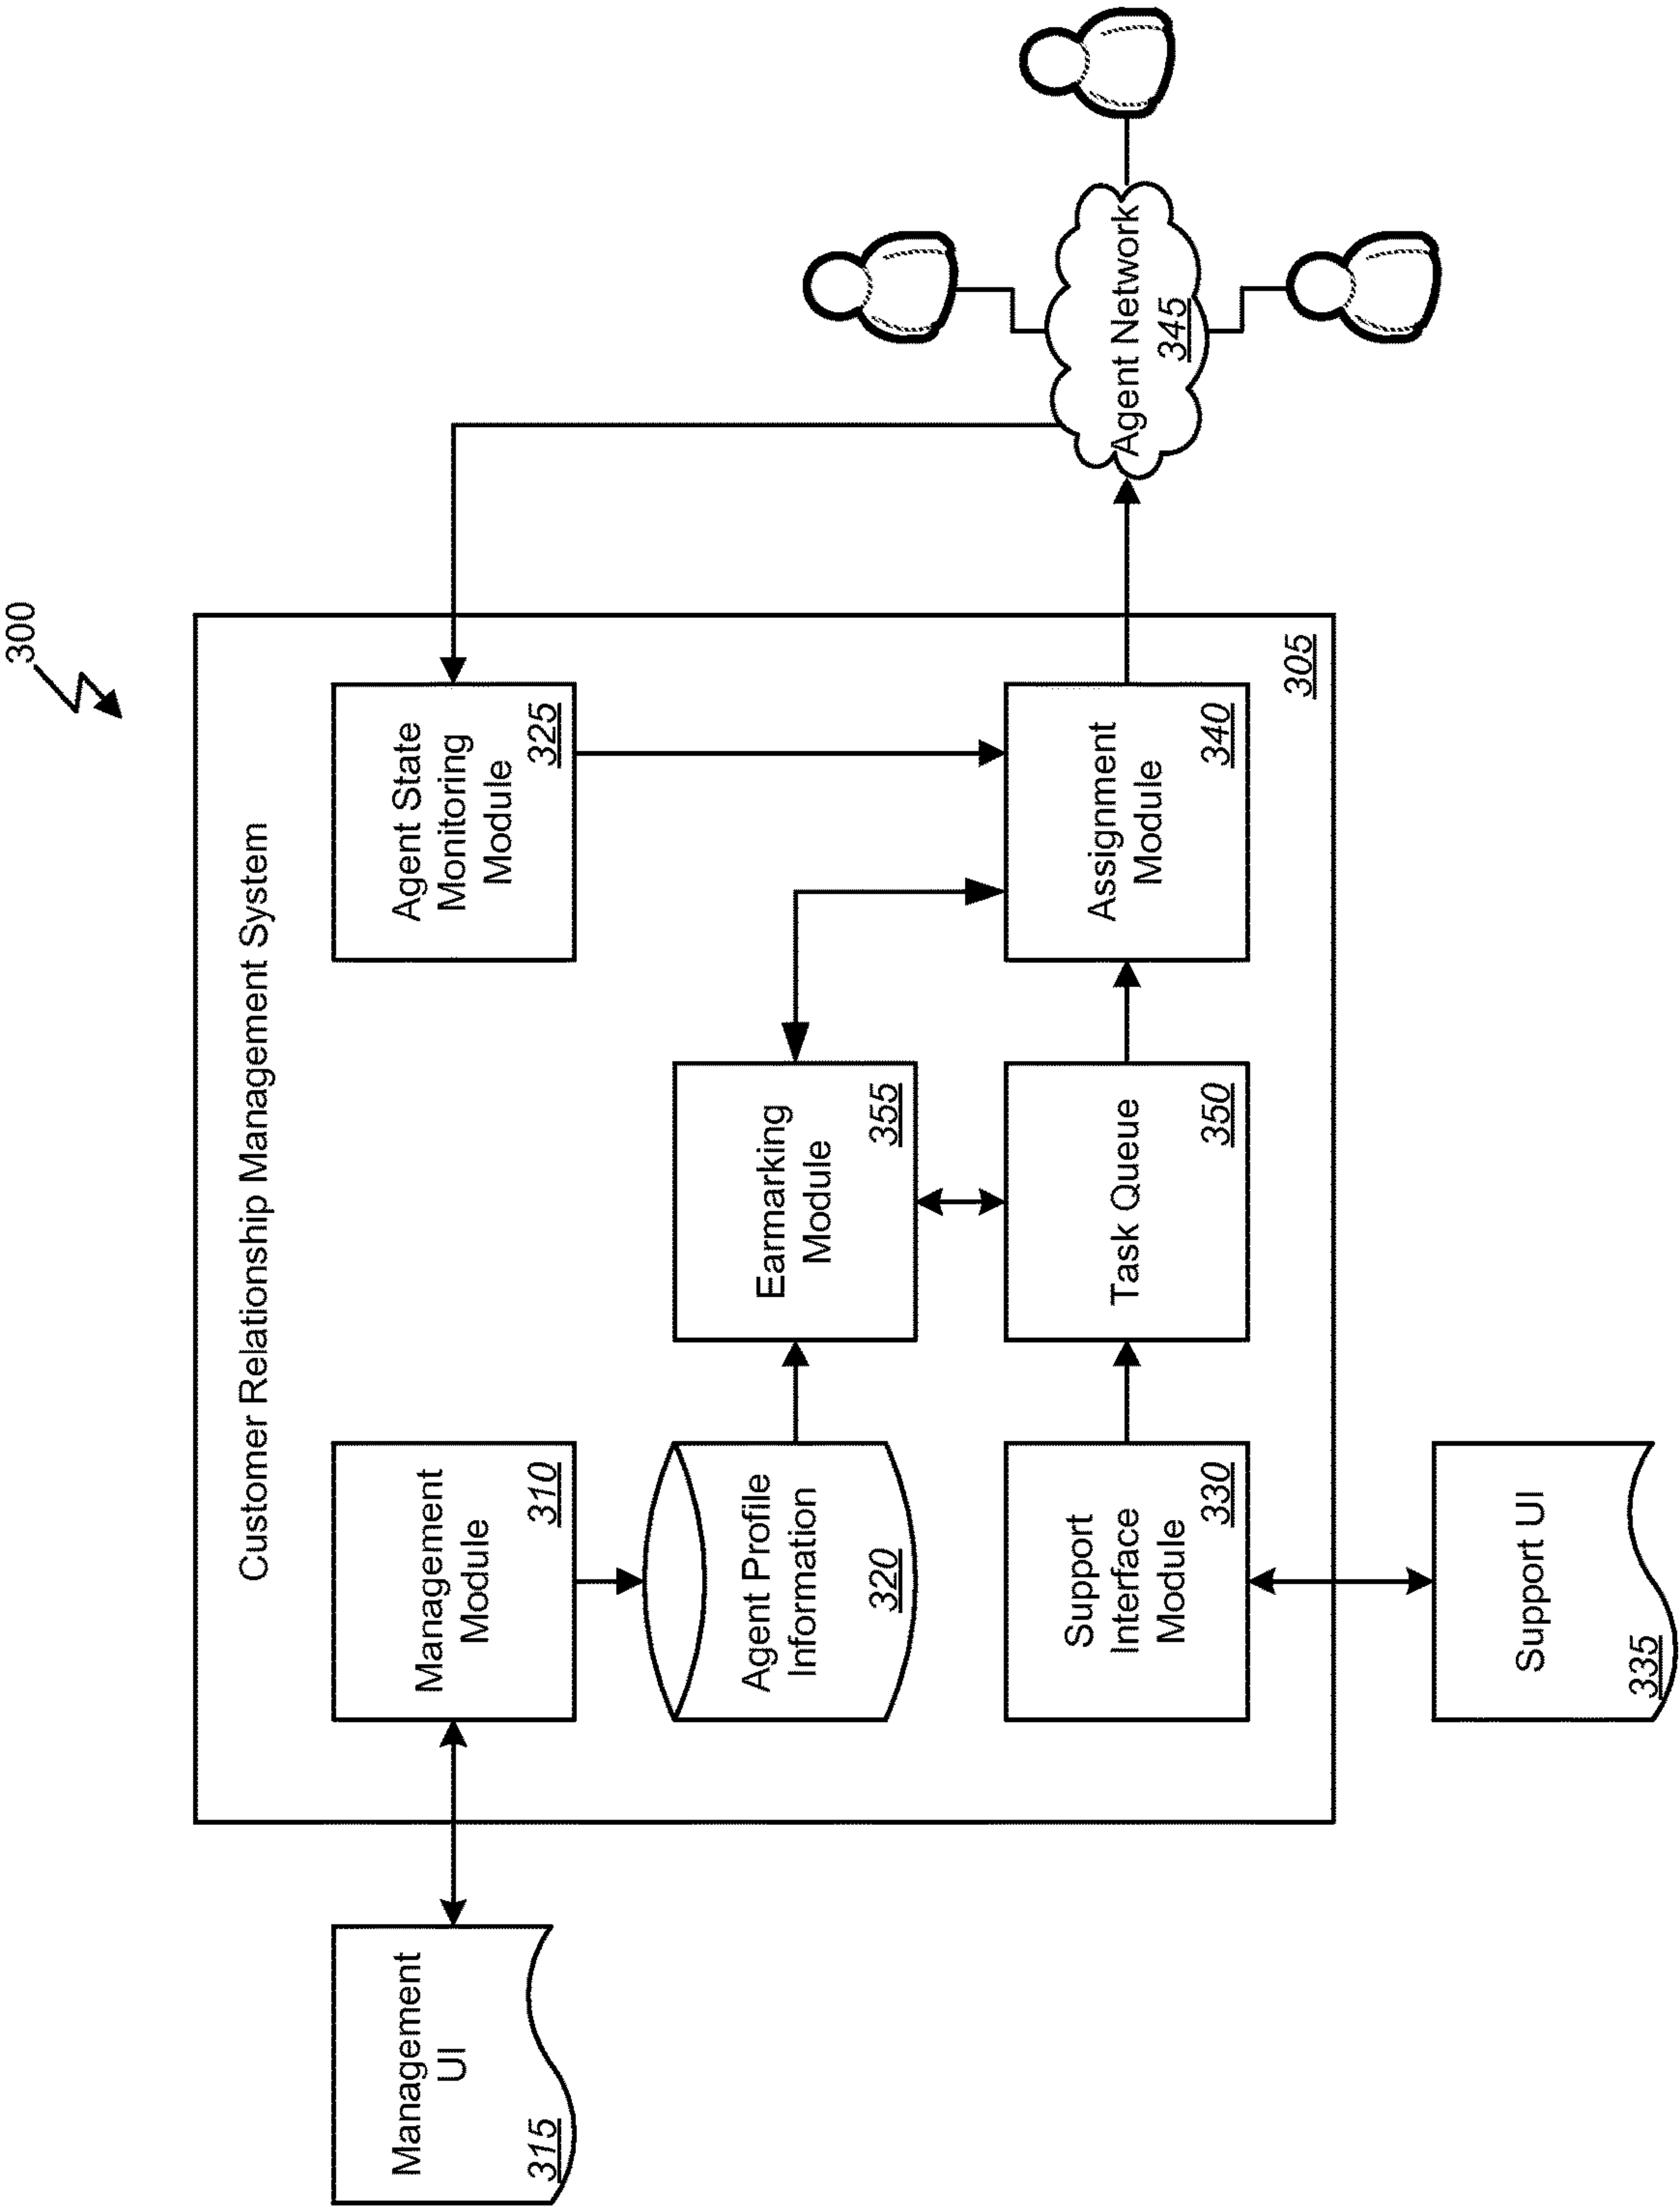 300
Customer Relationship Management System
Management
UI
315
Management
Module
310
Agent State
Monitoring
Module
325
Agent Profile
Information
320
Earmarking
Module
355
Support
Interface
Module
330
Task Queue
350
Assignment
Module
340
Agent Network
345
305
Support UI
335